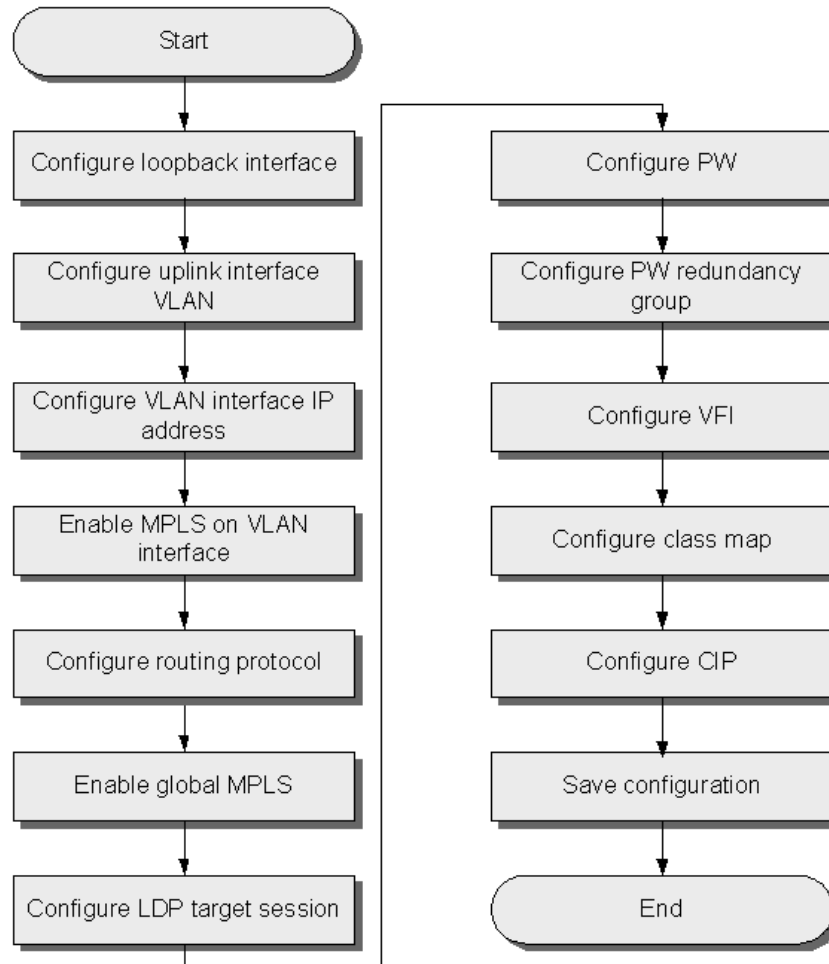 Start
Configure loopback interface
Configure uplink interface
VLAN
Configure VLAN interface IP
address
Enable MPLS on VLAN
interface
Configure routing protocol
Enable global MPLS
Configure LDP target session
Configure PW
Configure PW redundancy
group
Configure VFI
Configure class map
Configure CIP
Save configuration
End